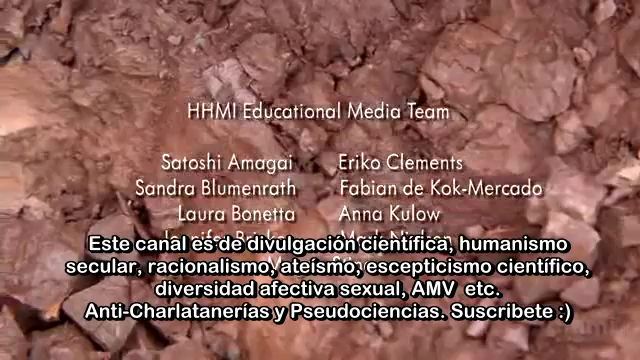 HHMI Educational Media Team
Satoshi Amagai Eriko Clements
Sandra Blumenrath Fabian de Kok-Mercado
Laura Bonetta Anna Kulow
Este canal es de divulgación científica, humanismo
secular, racionalismo, ateísmo, escepticismo científico,
diversidad afectiva sexual, AMV etc.
Anti-Charlatanerías y Pseudociencias. Suscribete :)